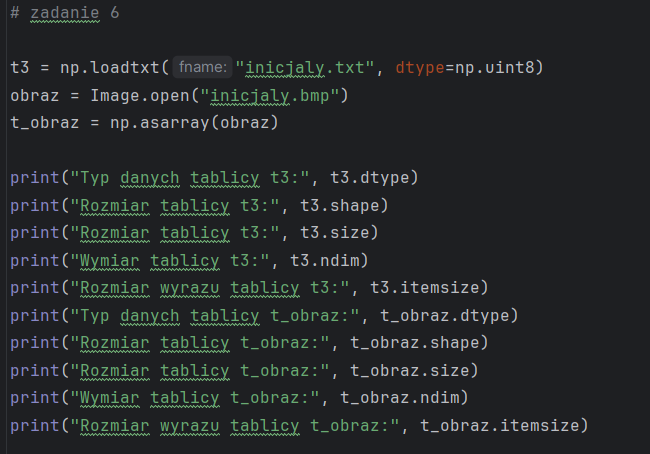 # zadanie 6
t3 = np.loadtxt( fname: "inicjaly.txt", dtype=np.uint8)
obraz = Image.open("inicjaly.bmp")
t_obraz = np.asarray(obraz)
print("Typ danych tablicy t3:", t3.dtype)
print("Rozmiar tablicy t3:", t3.shape)
print("Rozmiar tablicy t3:", t3.size)
print("Wymiar tablicy t3:", t3.ndim)
print("Rozmiar wyrazu tablicy t3:", t3.itemsize)
print("Typ danych tablicy t_obraz:", t_obraz.dtype)
print("Rozmiar tablicy t_obraz:", t_obraz.shape)
print("Rozmiar tablicy t_obraz:", t_obraz.size)
print("Wymiar tablicy t_obraz:", t_obraz.ndim)
print("Rozmiar wyrazu tablicy t_obraz:", t_obraz.itemsize)